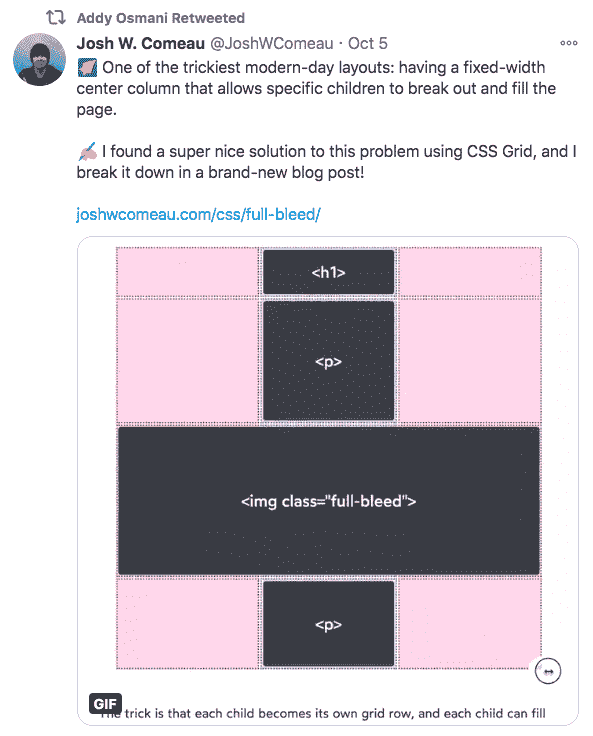 Addy Osmani Retweeted
Josh W. Comeau @JoshWComeau · Oct 5
One of the trickiest modern-day layouts: having a fixed-width
center column that allows specific children to break out and fill the
page.
I found a super nice solution to this problem using CSS Grid, and I
break it down in a brand-new blog post!
joshwcomeau.com/css/full-bleed/
<h1>
<p>
<img class="full-bleed">
<p>
GIF
The trick is that each child becomes its own grid row, and each child can fill